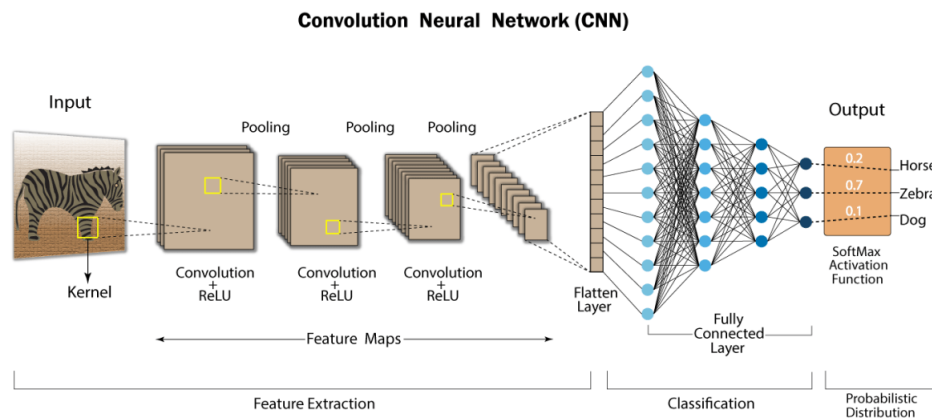 Convolution Neural Network (CNN)
Input
Output
Pooling
Pooling
Pooling
0.2
0.7
0.1
Horse
Zebra
Dog
Kernel
Convolution
+
ReLU
Convolution
+
ReLU
Convolution
+
ReLU
Flatten
Layer
SoftMax
Activation
Function
Fully
Connected
Layer
Feature Maps
Feature Extraction
Classification
Probabilistic
Distribution